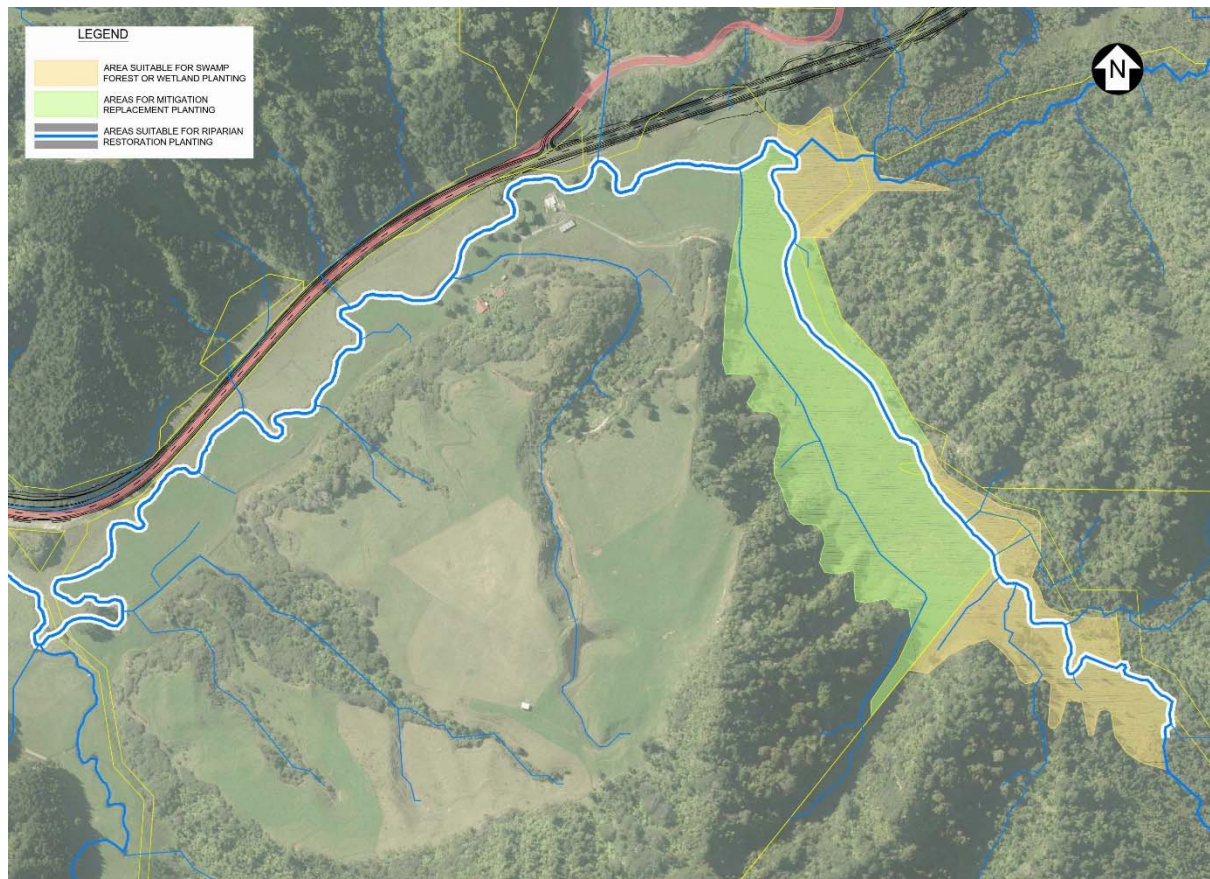 LEGEND
AREA SUITABLE FOR SWAMP
FOREST OR WETLAND PLANTING
AREAS FOR MITIGATION
REPLACEMENT PLANTING
AREAS SUITABLE FOR RIPARIAN
RESTORATION PLANTING
N